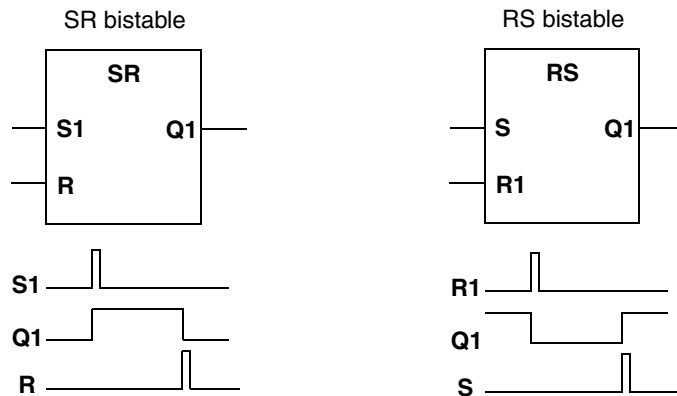 SR bistable
SR
S1 Q1
R
S1
Q1
R
RS bistable
RS
S Q1
R1
R1
Q1
S